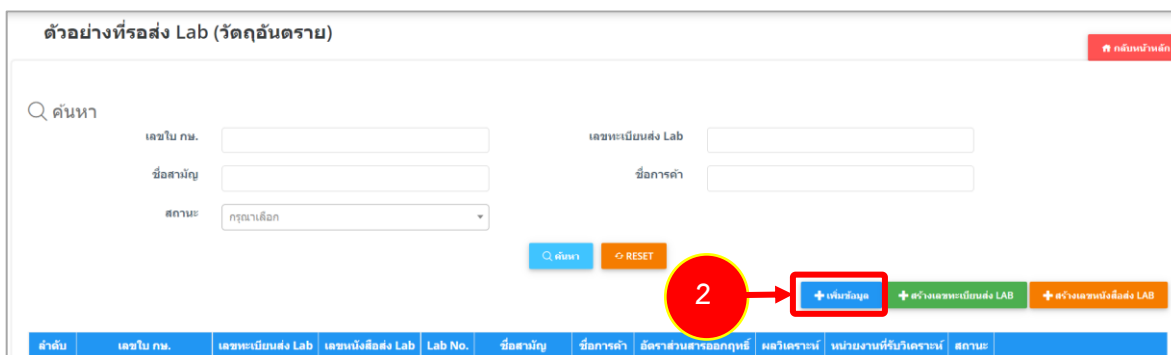 ตัวอย่างที่รอส่ง Lab (วัตถุอันตราย)
กลับหน้าหลัก
ค้นหา
เลขใบ กษ.
เลขทะเบียนส่ง Lab
ชื่อสามัญ
ชื่อการค้า
สถานะ
กรุณาเลือก
ค้นหา
RESET
2
เพิ่มข้อมูล
สร้างเลขทะเบียนส่ง LAB
สร้างเลขหนังสือส่ง LAB
ลำดับ เลขใบ กษ. เลขทะเบียนส่ง Lab เลขหนังสือส่ง Lab Lab No. ชื่อสามัญ ชื่อการค้า อัตราส่วนสารออกฤทธิ์ ผลวิเคราะห์ หน่วยงานที่รับวิเคราะห์ สถานะ